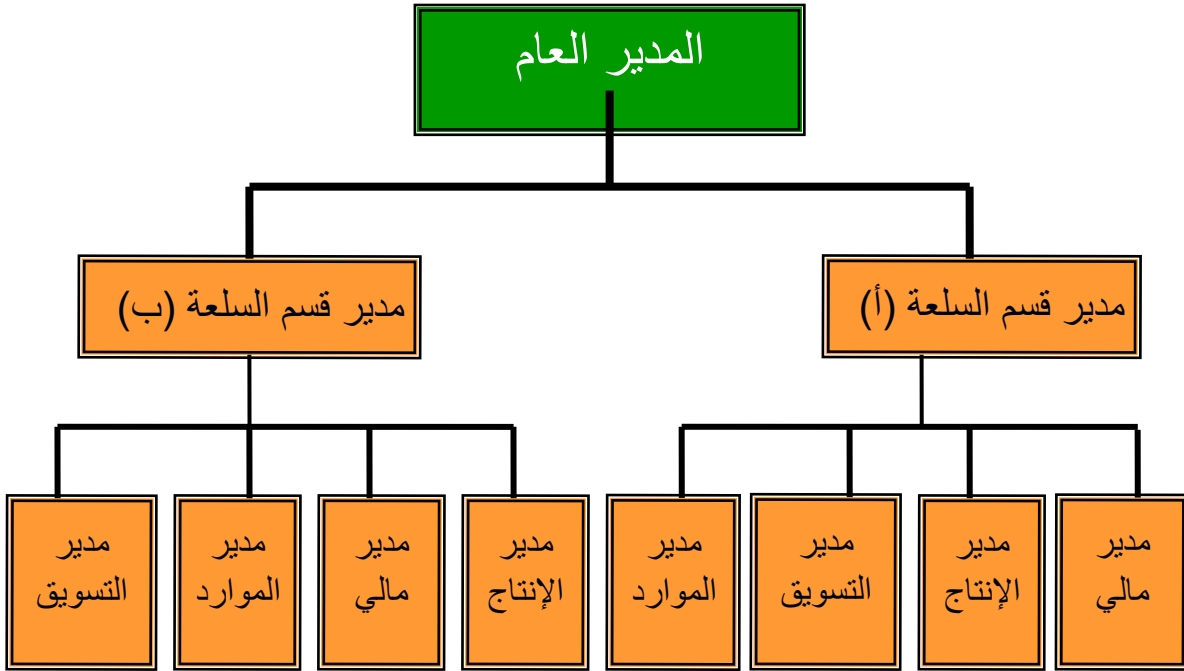 المدير العام
مدير قسم السلعة (أ)
مدير قسم السلعة (ب)
مدير
مالي
مدير
الإنتاج
مدير
التسويق
مدير
الموارد
مدير
الإنتاج
مدير
مالي
مدير
الموارد
مدير
التسويق